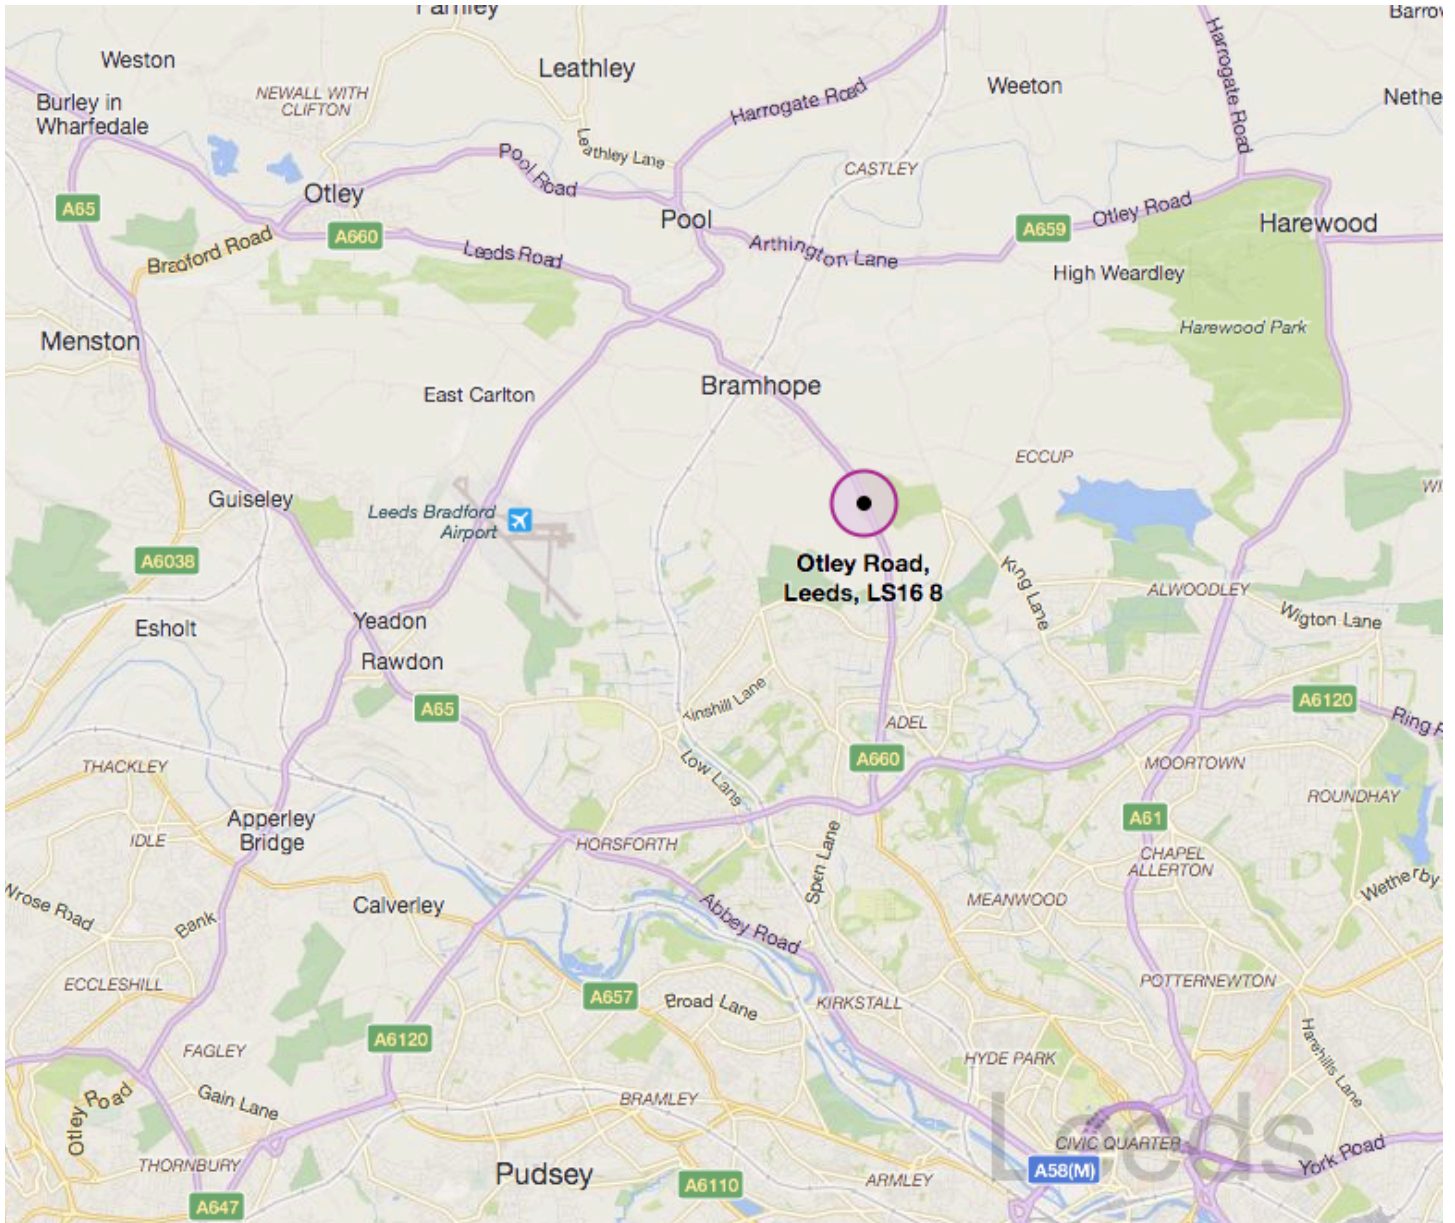 Farnley
Barrow
Weston
Leathley
NEWALL WITH
CLIFTON
Harrogate Road
Weeton
Harrogate Road
Nethe
Burley in
Wharfedale
Leathley Lane
CASTLEY
Pool Road
Otley
A65
A660
Pool
Otley Road
A659
Harewood
Bradford Road
Leeds Road
Arthington Lane
High Weardley
Menston
Harewood Park
East Carlton
Bramhope
ECCUP
WI
Guiseley
Leeds Bradford
Airport
A6038
Otley Road,
Leeds, LS16 8
King Lane
ALWOODLEY
Wigton Lane
Esholt
Yeadon
Rawdon
A65
Tinshill Lane
ADEL
A6120
Ring R
A660
THACKLEY
Low Lane
MOORTOWN
ROUNDHAY
Apperley
Bridge
IDLE
HORSFORTH
Spen Lane
A61
CHAPEL
ALLERTON
Wrose Road
Bank
Calverley
Abbey Road
MEANWOOD
Wetherby
ECCLESHILL
A657
Broad Lane
KIRKSTALL
POTTERNEWTON
FAGLEY
A6120
HYDE PARK
Harehills Lane
Otley Road
Gain Lane
BRAMLEY
Leeds
CIVIC QUARTER
THORNBURY
Pudsey
A6110
ARMLEY
A58(M)
York Road
A647